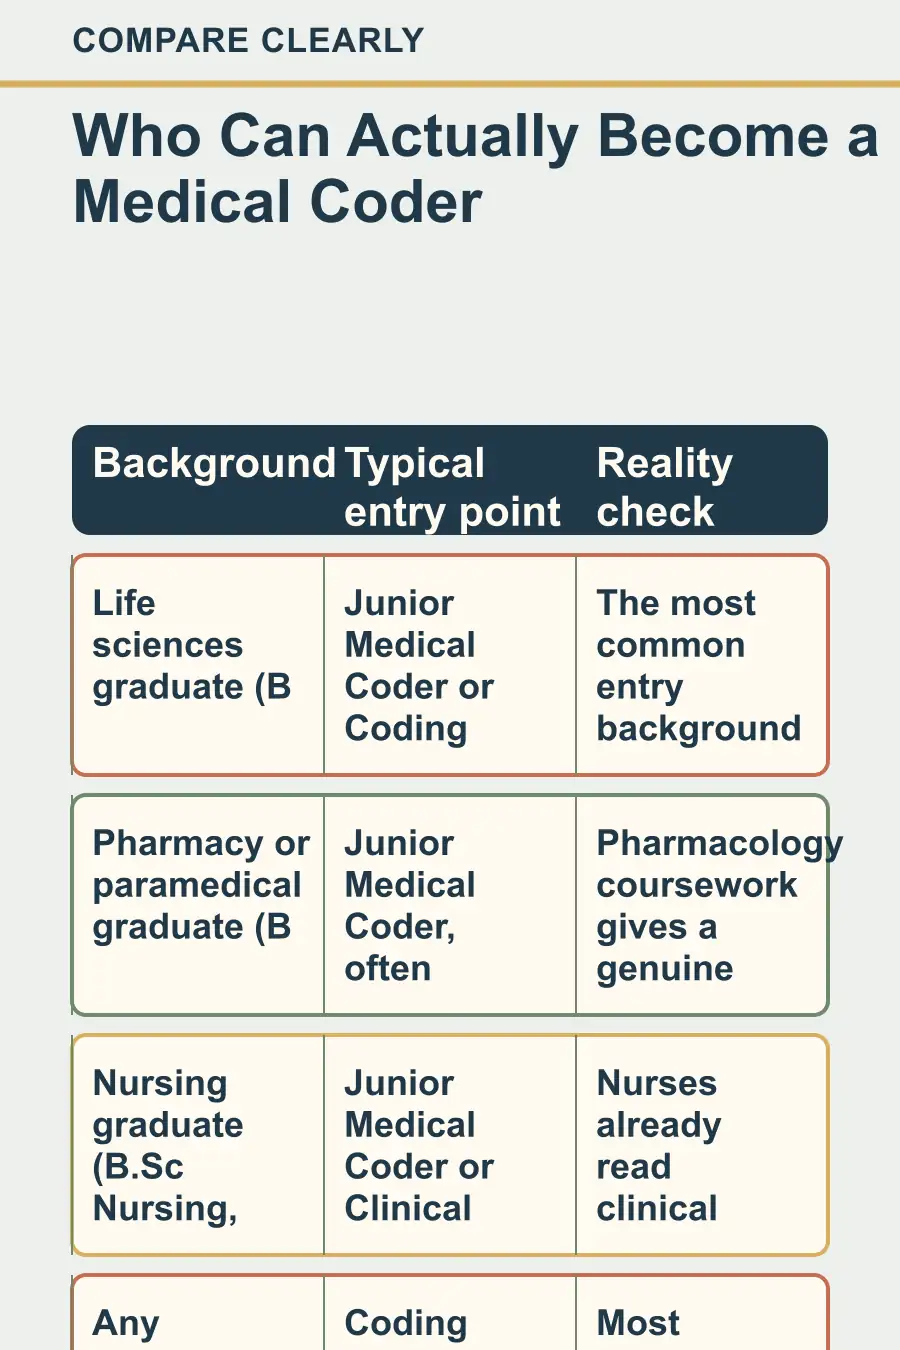 COMPARE CLEARLY
Who Can Actually Become a
Medical Coder
Background
Typical
entry point
Reality
check
Life
sciences
graduate (B
Junior
Medical
Coder or
Coding
The most
common
entry
background
Pharmacy or
paramedical
graduate (B
Junior
Medical
Coder,
often
Pharmacology
coursework
gives a
genuine
Nursing
graduate
(B.Sc
Nursing,
Junior
Medical
Coder or
Clinical
Nurses
already
read
clinical
Any
Coding
Most